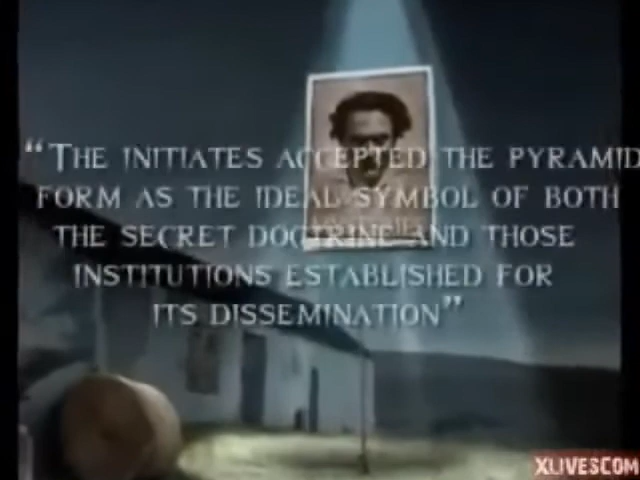 “THE INITIATES ACCEPTED THE PYRAMID
FORM AS THE IDEAL SYMBOL OF BOTH
THE SECRET DOCTRINE AND THOSE
INSTITUTIONS ESTABLISHED FOR
ITS DISSEMINATION”
XLIVESCOM